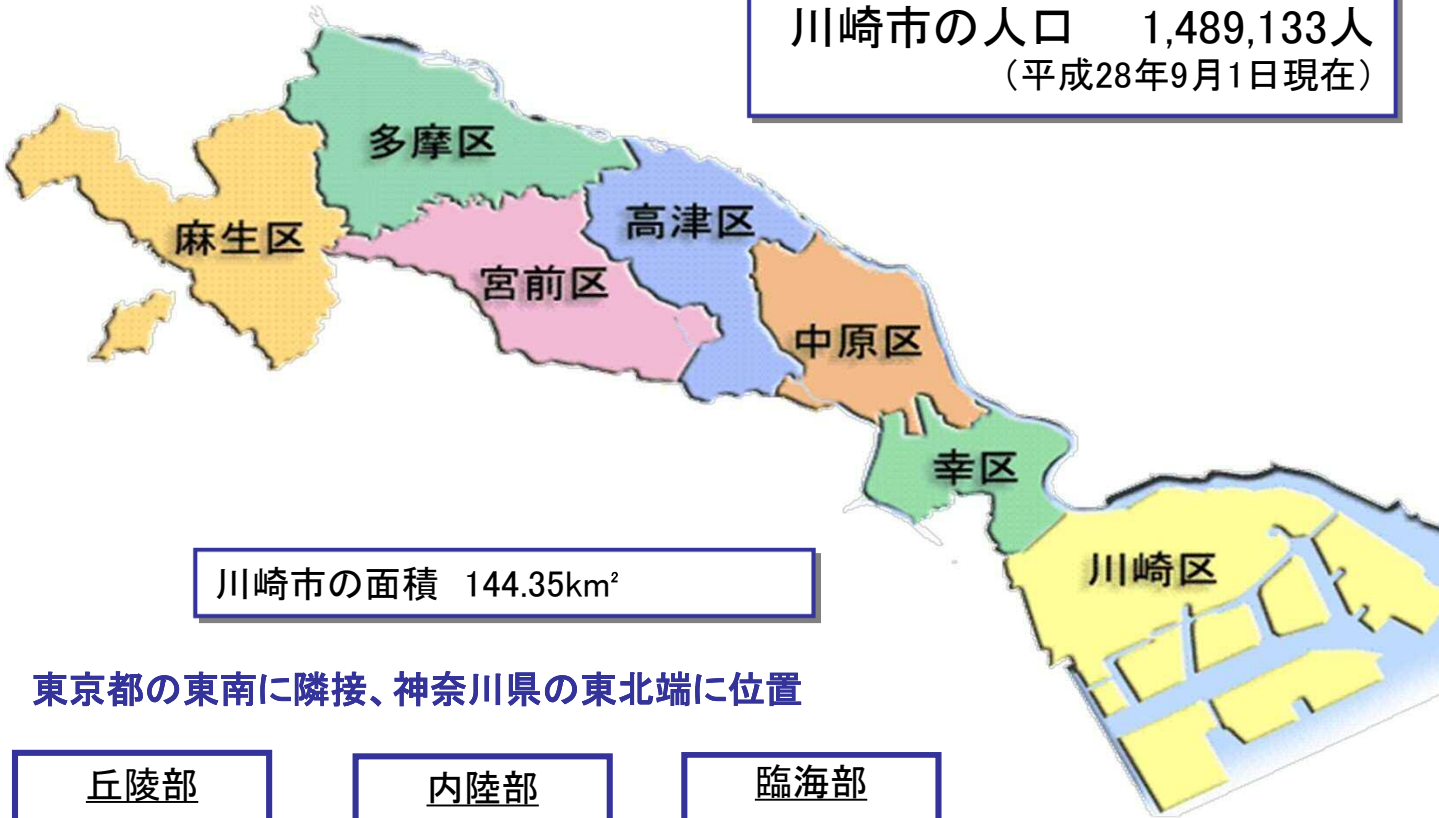 川崎市の人口 1,489,133人
（平成28年9月1日現在）
多摩区
高津区
麻生区
宮前区
中原区
幸区
川崎区
川崎市の面積 144.35km²
東京都の東南に隣接、神奈川県の東北端に位置
丘陵部 内陸部 臨海部